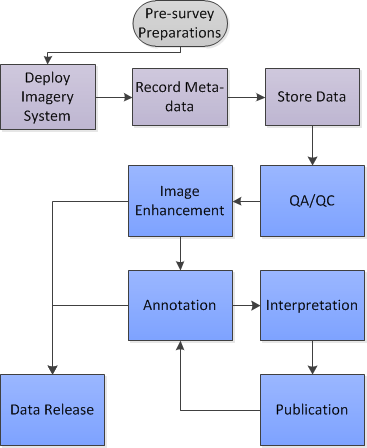 Pre-survey
Preparations
Deploy
Imagery
System
Record Meta-
data
Store Data
Image
Enhancement
QA/QC
Annotation
Interpretation
Data Release
Publication